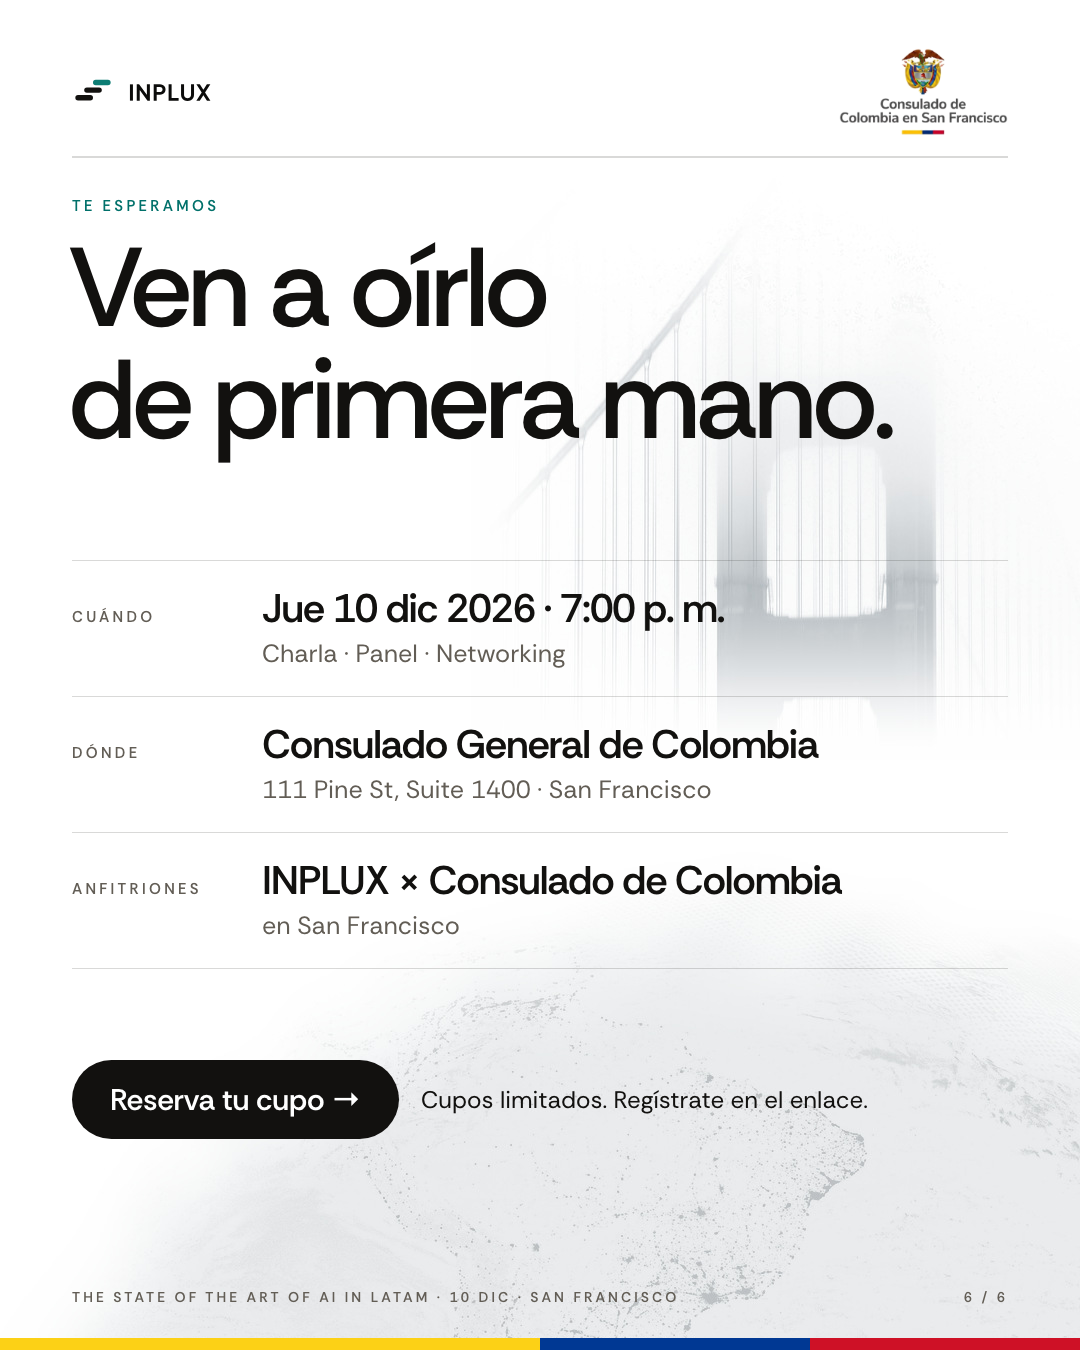 INPLUX
Consulado de
Colombia en San Francisco
TE ESPERAMOS
Ven a oírlo
de primera mano.
CUÁNDO
Jue 10 dic 2026 · 7:00 p. m.
Charla · Panel · Networking
DÓNDE
Consulado General de Colombia
111 Pine St, Suite 1400 · San Francisco
ANFITRIONES
INPLUX × Consulado de Colombia
en San Francisco
Reserva tu cupo →
Cupos limitados. Regístrate en el enlace.
THE STATE OF THE ART OF AI IN LATAM · 10 DIC · SAN FRANCISCO
6 / 6